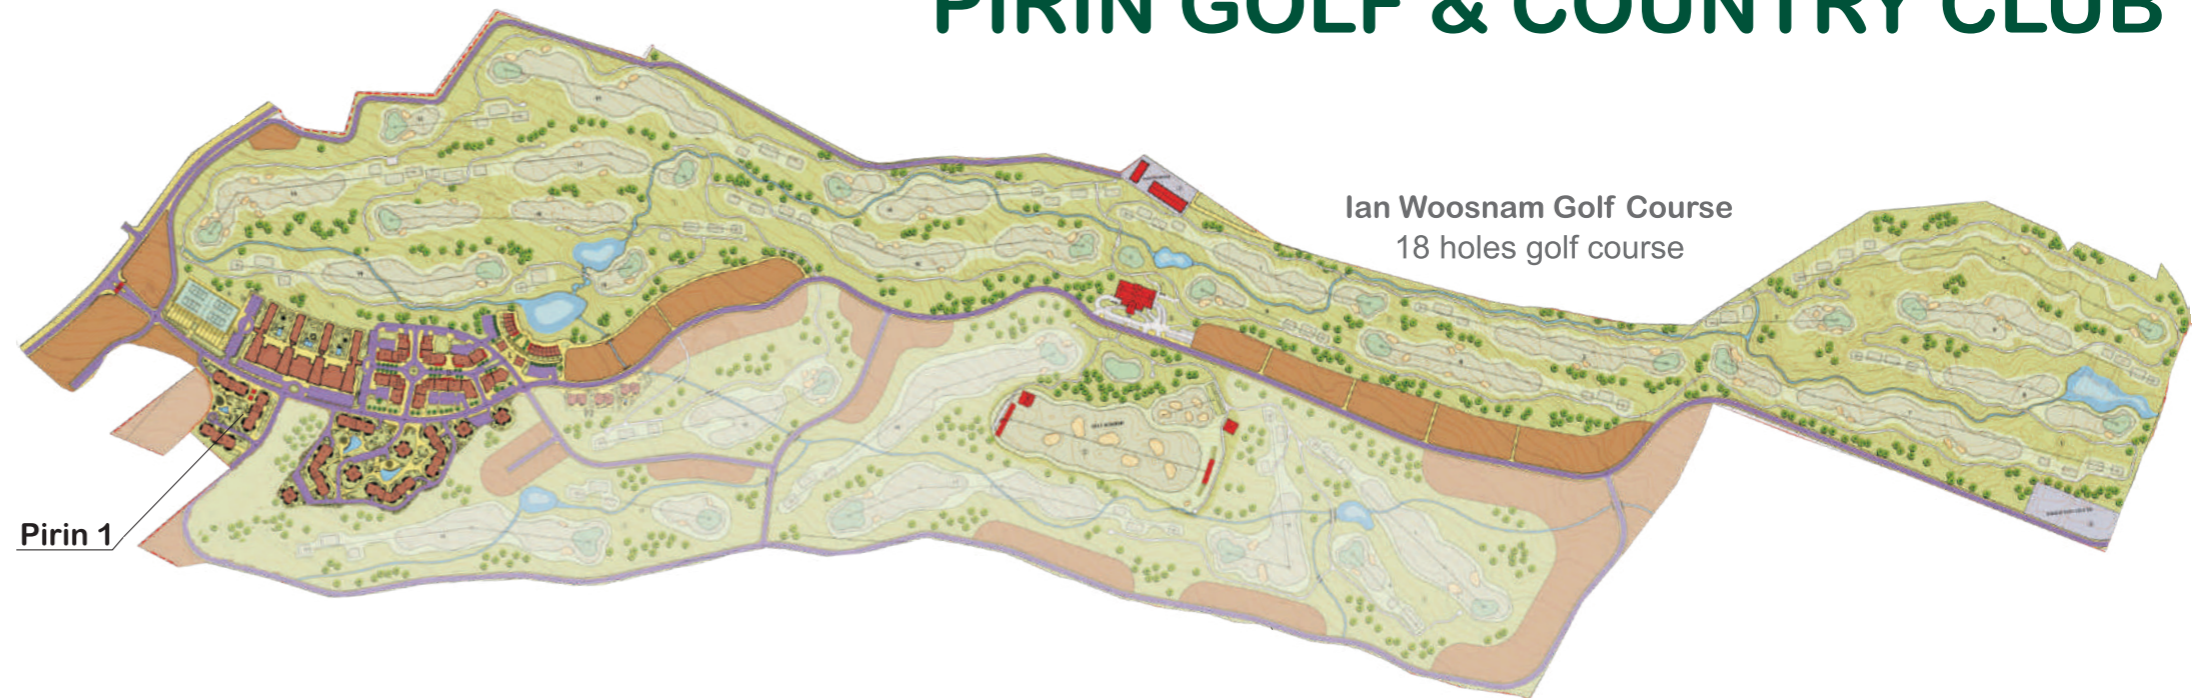 PIRIN GOLF & COUNTRY CLUB
Ian Woosnam Golf Course
18 holes golf course
Pirin 1